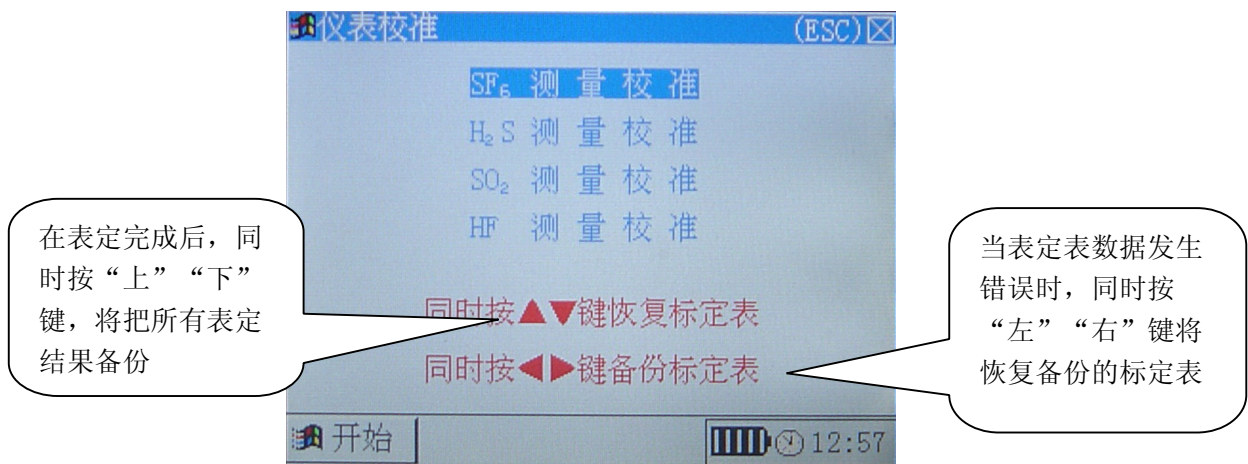 仪表校准 (ESC)
SF₆ 测 量 校 准
H₂S 测 量 校 准
SO₂ 测 量 校 准
HF 测 量 校 准
同时按▲▼键恢复标定表
同时按◀▶键备份标定表
开始 12:57
在表定完成后，同
时按“上”“下”
键，将把所有表定
结果备份
当表定表数据发生
错误时，同时按
“左”“右”键将
恢复备份的标定表